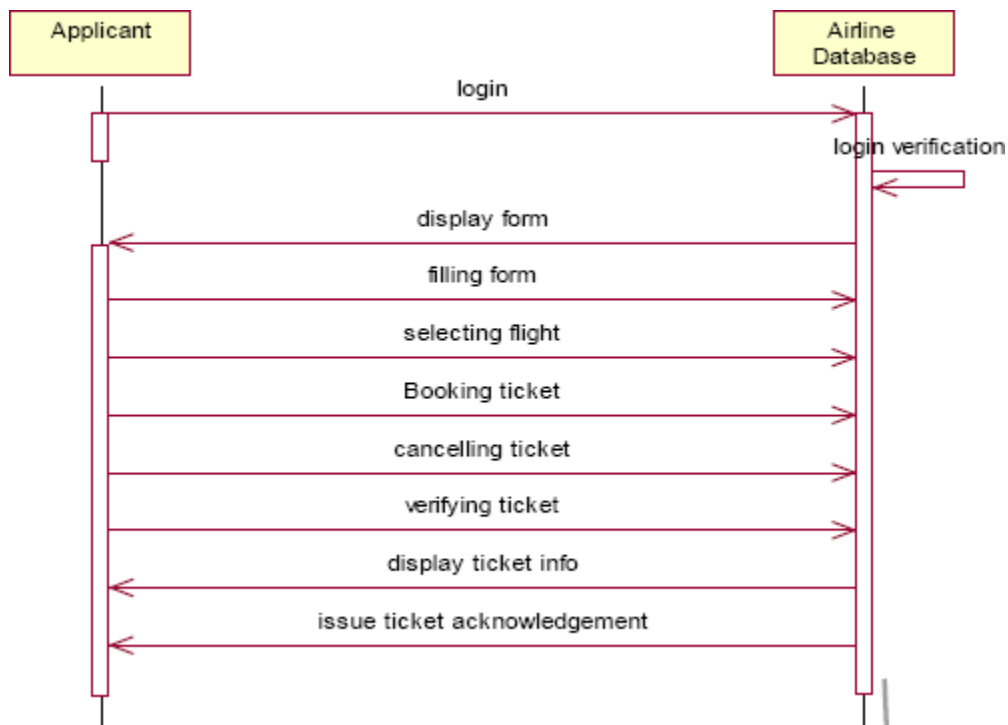 Applicant
Airline
Database
login
login verification
display form
filling form
selecting flight
Booking ticket
cancelling ticket
verifying ticket
display ticket info
issue ticket acknowledgement